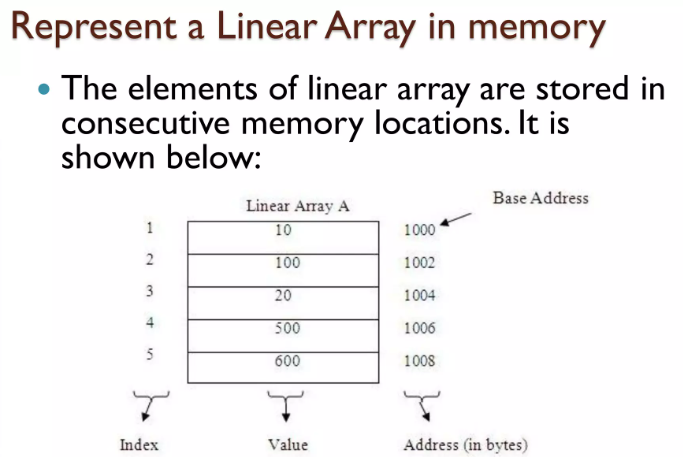 Represent a Linear Array in memory
• The elements of linear array are stored in
consecutive memory locations. It is
shown below:
Linear Array A Base Address
1 10 1000
2 100 1002
3 20 1004
4 500 1006
5 600 1008
Index Value Address (in bytes)